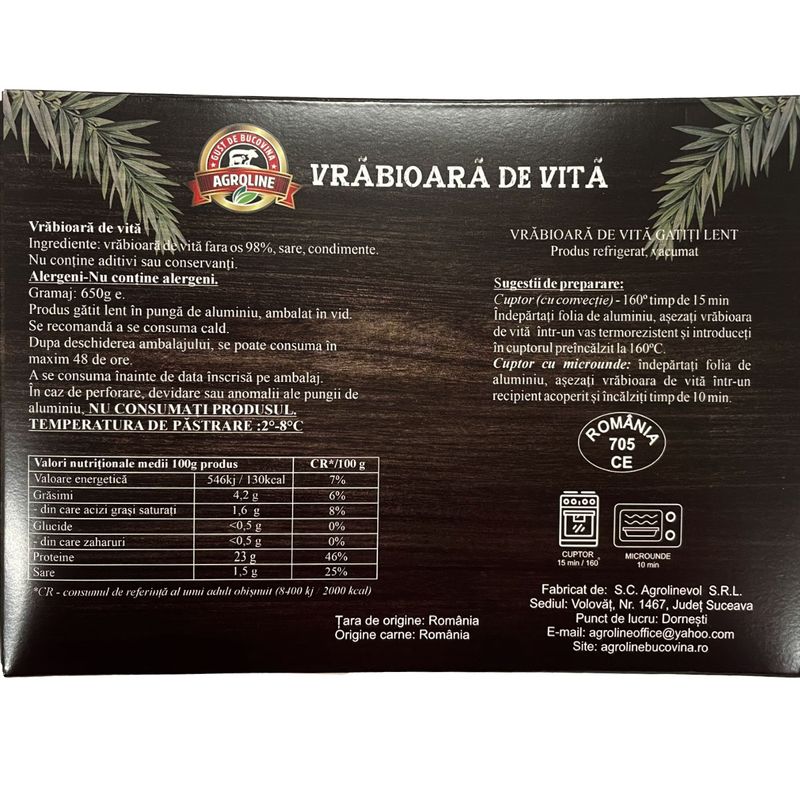 GUST DE BUCOVINA
AGROLINE
VRĂBIOARĂ DE VITĂ
Vrăbioară de vită
Ingrediente: vrăbioară de vită fara os 98%, sare, condimente.
Nu conține aditivi sau conservanți.
Alergeni-Nu conține alergeni.
Gramaj: 650g e.
Produs gătit lent în pungă de aluminiu, ambalat în vid.
Se recomandă a se consuma cald.
Dupa deschiderea ambalajului, se poate consuma în
maxim 48 de ore.
A se consuma înainte de data înscrisă pe ambalaj.
În caz de perforare, devidare sau anomalii ale pungii de
aluminiu, NU CONSUMATI PRODUSUL.
TEMPERATURA DE PĂSTRARE :2°-8°C
Valori nutriționale medii 100g produs CR*/100 g
Valoare energetică 546kj / 130kcal 7%
Grăsimi 4,2 g 6%
- din care acizi grași saturați 1,6 g 8%
Glucide <0,5 g 0%
- din care zaharuri <0,5 g 0%
Proteine 23 g 46%
Sare 1,5 g 25%
*CR - consumul de referință al unui adult obișnuit (8400 kj / 2000 kcal)
Țara de origine: România
Origine carne: România
VRĂBIOARĂ DE VITĂ GATIȚI LENT
Produs refrigerat, vacumat
Sugestii de preparare:
Cuptor (cu convecție) - 160° timp de 15 min
Îndepărtați folia de aluminiu, așezați vrăbioara
de vită într-un vas termorezistent și introduceți
în cuptorul preîncălzit la 160°C.
Cuptor cu microunde: îndepărtați folia de
aluminiu, așezați vrăbioara de vită într-un
recipient acoperit și încălziți timp de 10 min.
ROMÂNIA
705
CE
CUPTOR
15 min / 160°
MICROUNDE
10 min
Fabricat de: S.C. Agrolinevol S.R.L.
Sediul: Volovăț, Nr. 1467, Județ Suceava
Punct de lucru: Dornești
E-mail: agrolineoffice@yahoo.com
Site: agrolinebucovina.ro